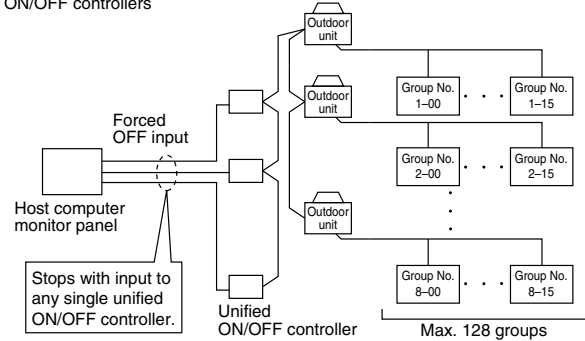 ON/OFF controllers
Outdoor
unit
Group No.
1–00
Group No.
1–15
Outdoor
unit
Forced
OFF input
Group No.
2–00
Group No.
2–15
Host computer
monitor panel
Outdoor
unit
Stops with input to
any single unified
ON/OFF controller.
Unified
ON/OFF controller
Group No.
8–00
Group No.
8–15
Max. 128 groups